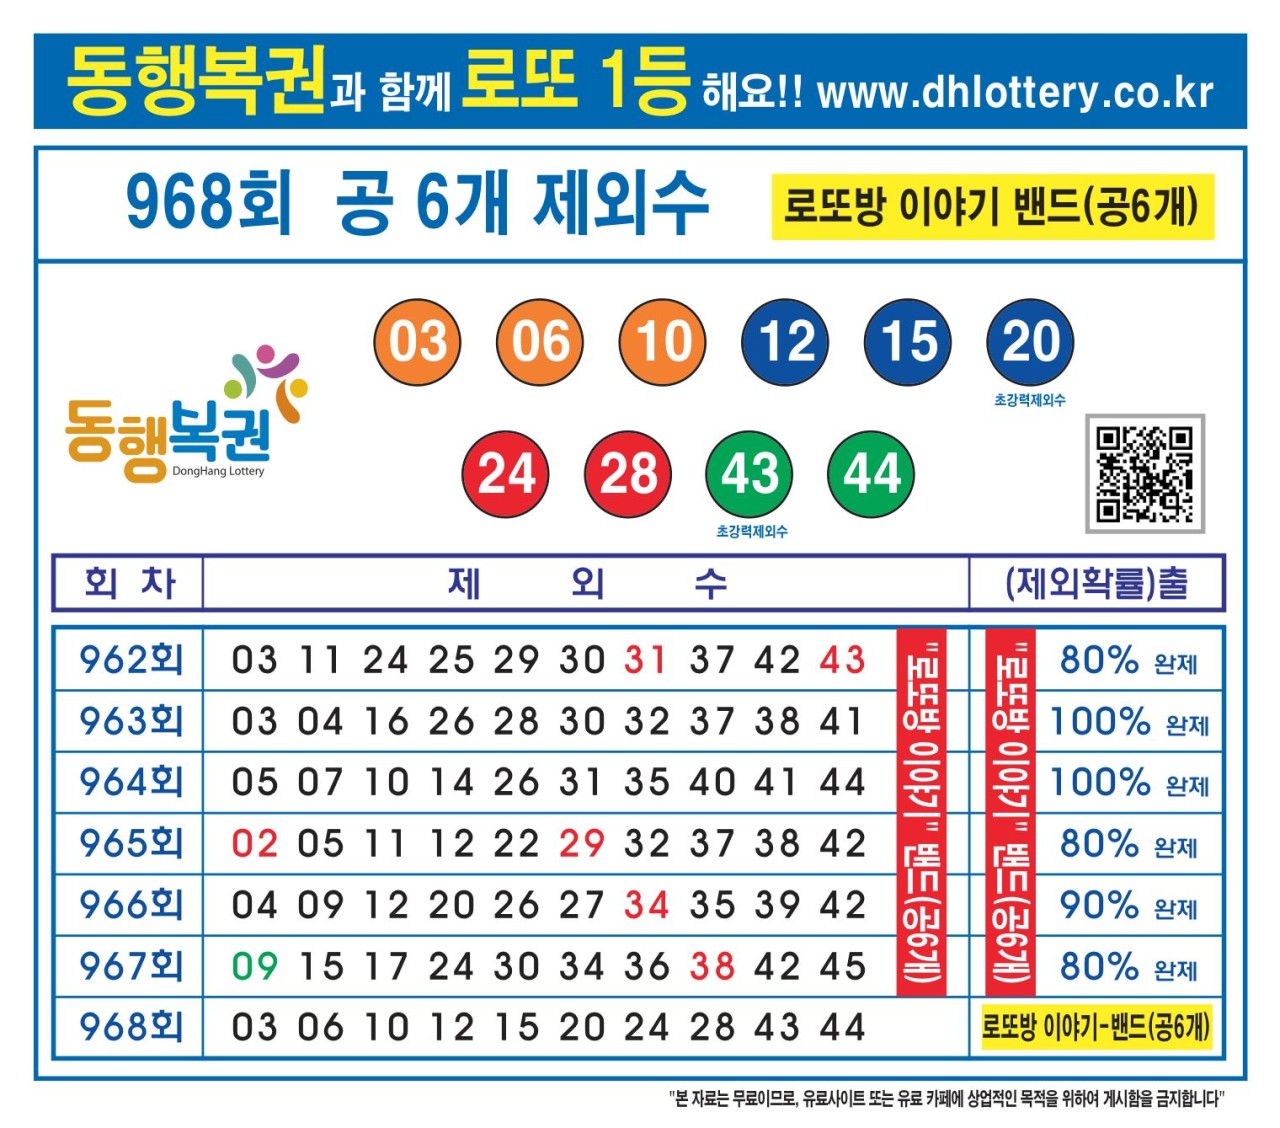 동행복권과 함께 로또 1등 해요!! www.dhlottery.co.kr
968회 공 6개 제외수 로또방 이야기 밴드(공6개)
03 06 10 12 15 20
초강력제외수
동행복권
DongHang Lottery
24 28 43 44
초강력제외수
회 차 제 외 수 (제외확률)출
962회 03 11 24 25 29 30 31 37 42 43 80% 완제
963회 03 04 16 26 28 30 32 37 38 41 100% 완제
964회 05 07 10 14 26 31 35 40 41 44 100% 완제
965회 02 05 11 12 22 29 32 37 38 42 80% 완제
966회 04 09 12 20 26 27 34 35 39 42 90% 완제
967회 09 15 17 24 30 34 36 38 42 45 80% 완제
"로또방 이야기" 밴드(공6개)
"로또방 이야기" 밴드(공6개)
968회 03 06 10 12 15 20 24 28 43 44 로또방 이야기-밴드(공6개)
"본 자료는 무료이므로, 유료사이트 또는 유료 카페에 상업적인 목적을 위하여 게시함을 금지합니다"